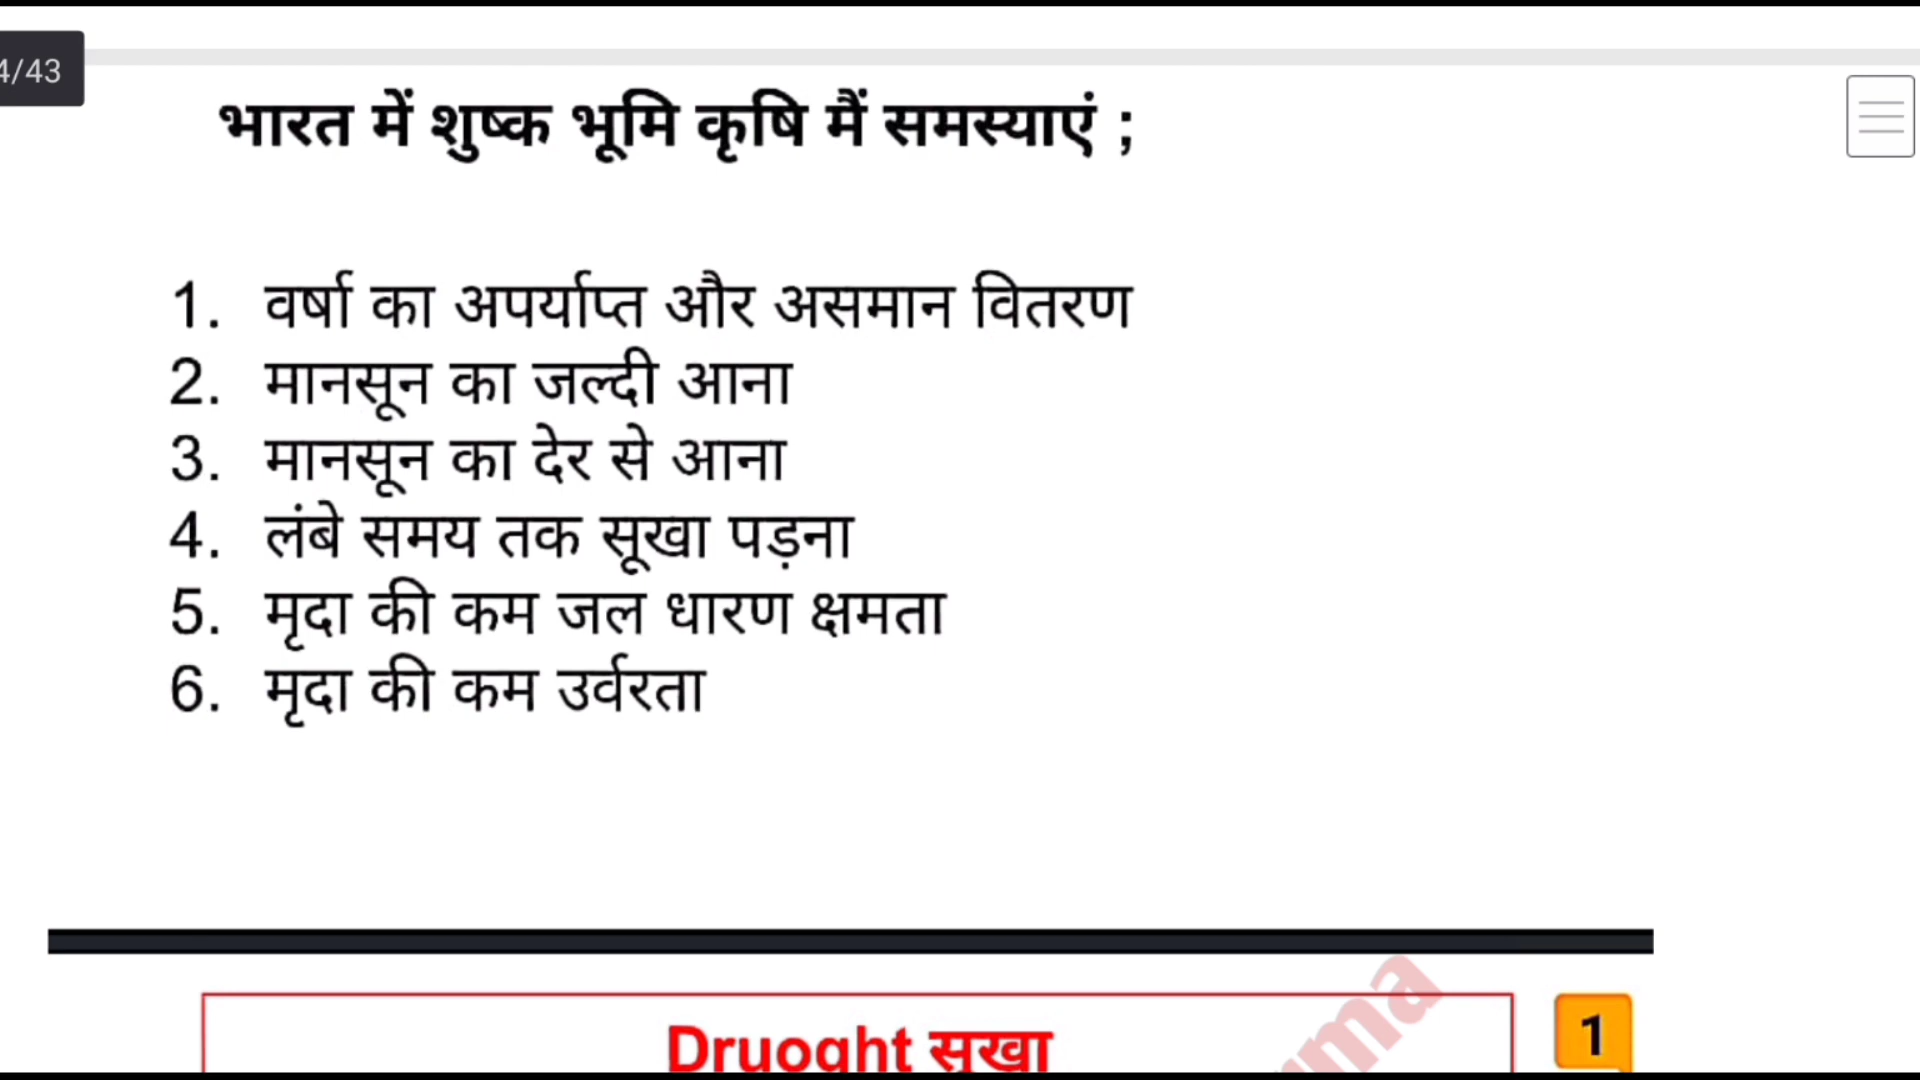 4/43
भारत में शुष्क भूमि कृषि मैं समस्याएं ;
1. वर्षा का अपर्याप्त और असमान वितरण
2. मानसून का जल्दी आना
3. मानसून का देर से आना
4. लंबे समय तक सूखा पड़ना
5. मृदा की कम जल धारण क्षमता
6. मृदा की कम उर्वरता
Druoght सूखा
1